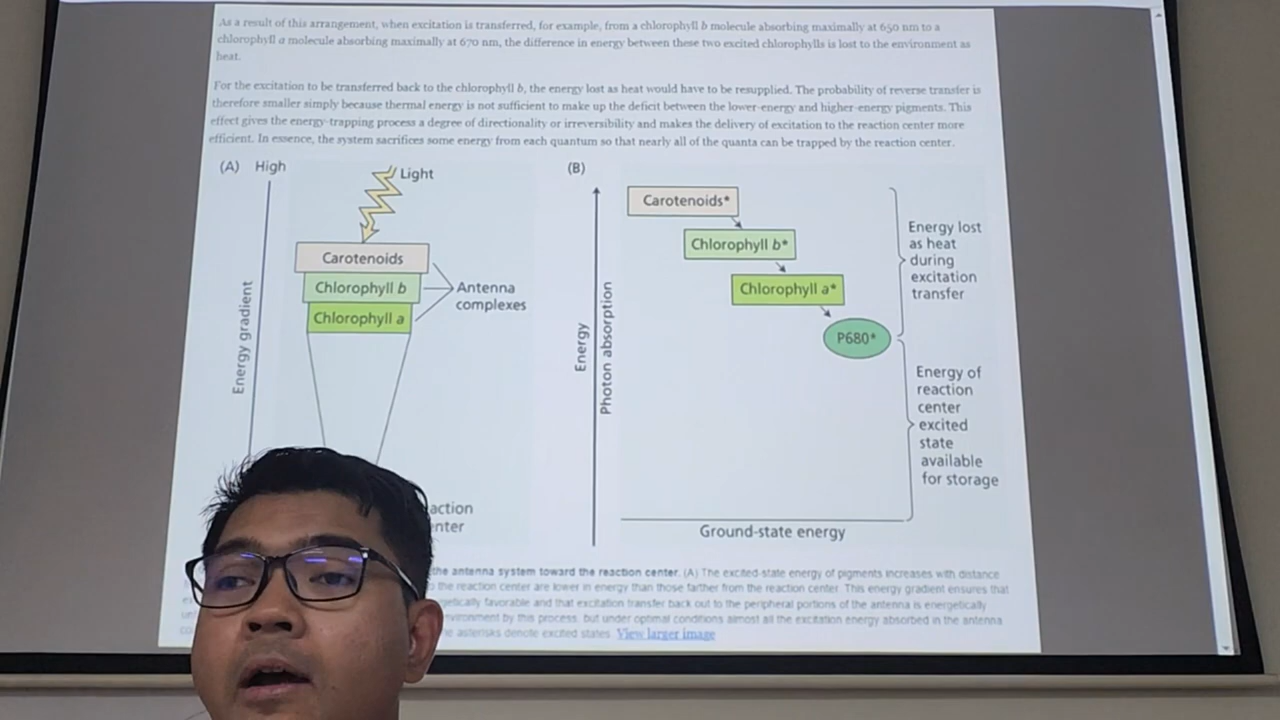 As a result of this arrangement, when excitation is transferred, for example, from a chlorophyll b molecule absorbing maximally at 650 nm to a
chlorophyll a molecule absorbing maximally at 670 nm, the difference in energy between these two excited chlorophylls is lost to the environment as
heat.
For the excitation to be transferred back to the chlorophyll b, the energy lost as heat would have to be resupplied. The probability of reverse transfer is
therefore smaller simply because thermal energy is not sufficient to make up the deficit between the lower-energy and higher-energy pigments. This
effect gives the energy-trapping process a degree of directionality or irreversibility and makes the delivery of excitation to the reaction center more
efficient. In essence, the system sacrifices some energy from each quantum so that nearly all of the quanta can be trapped by the reaction center.
(A) High
Light
Carotenoids
Chlorophyll b
Chlorophyll a
Antenna
complexes
Energy gradient
action
nter
(B)
Carotenoids*
Chlorophyll b*
Chlorophyll a*
P680*
Energy
Photon absorption
Energy lost
as heat
during
excitation
transfer
Energy of
reaction
center
excited
state
available
for storage
Ground-state energy
the antenna system toward the reaction center. (A) The excited-state energy of pigments increases with distance
the reaction center are lower in energy than those farther from the reaction center. This energy gradient ensures that
getically favorable and that excitation transfer back out to the peripheral portions of the antenna is energetically
vironment by this process, but under optimal conditions almost all the excitation energy absorbed in the antenna
e asterisks denote excited states. View larger image